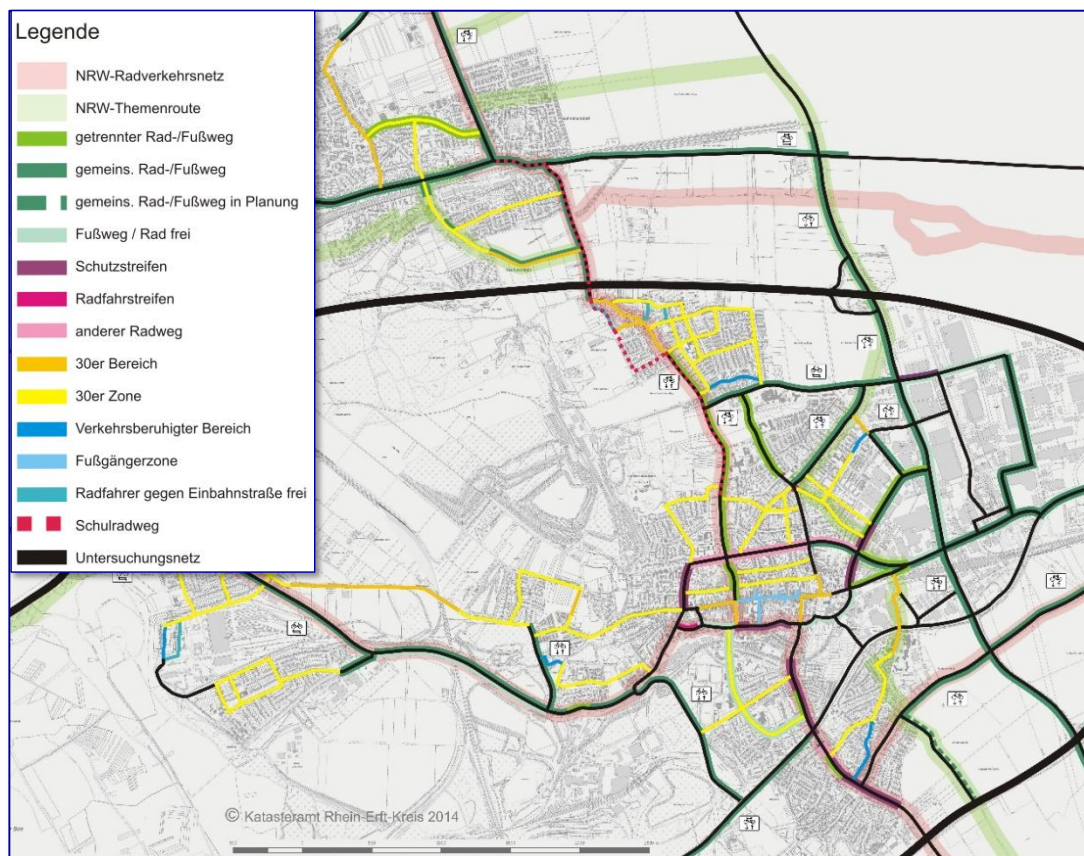 Legende
NRW-Radverkehrsnetz
NRW-Themenroute
getrennter Rad-/Fußweg
gemeins. Rad-/Fußweg
gemeins. Rad-/Fußweg in Planung
Fußweg / Rad frei
Schutzstreifen
Radfahrstreifen
anderer Radweg
30er Bereich
30er Zone
Verkehrsberuhigter Bereich
Fußgängerzone
Radfahrer gegen Einbahnstraße frei
Schulradweg
Untersuchungsnetz
© Katasteramt Rhein-Erft-Kreis 2014